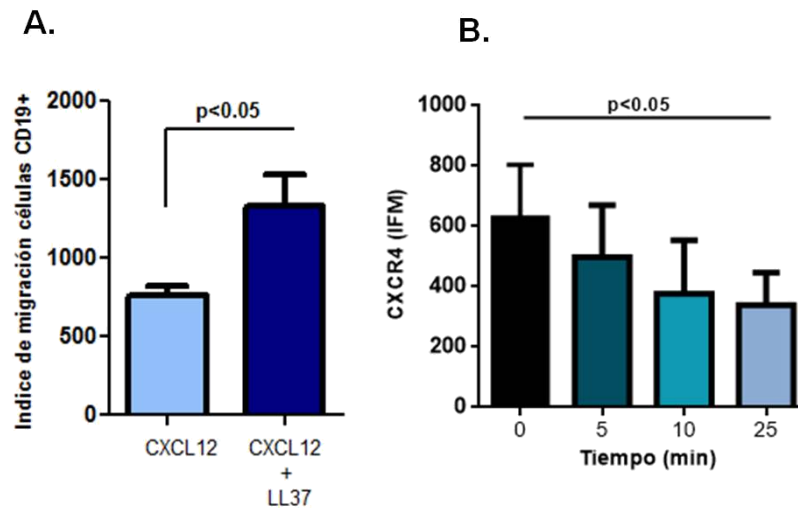 A.
Indice de migración células CD19+
2000
1500
1000
500
0
p<0.05
CXCL12
CXCL12
+
LL37
B.
CXCR4 (IFM)
1000
800
600
400
200
0
p<0.05
0
5
10
25
Tiempo (min)